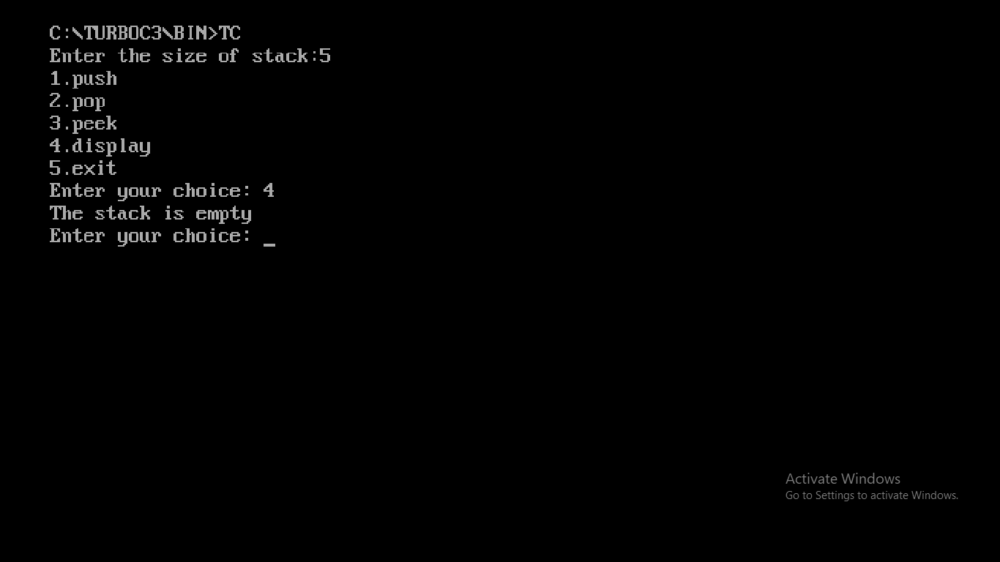 C:\TURBOC3\BIN>TC
Enter the size of stack:5
1.push
2.pop
3.peek
4.display
5.exit
Enter your choice: 4
The stack is empty
Enter your choice: _
Activate Windows
Go to Settings to activate Windows.